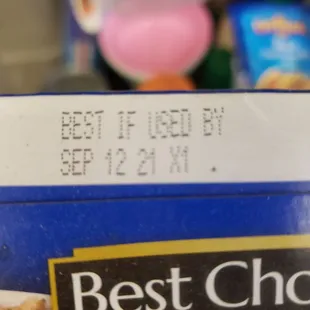 BEST IF USED BY
SEP 12 21 X1
Best Cho